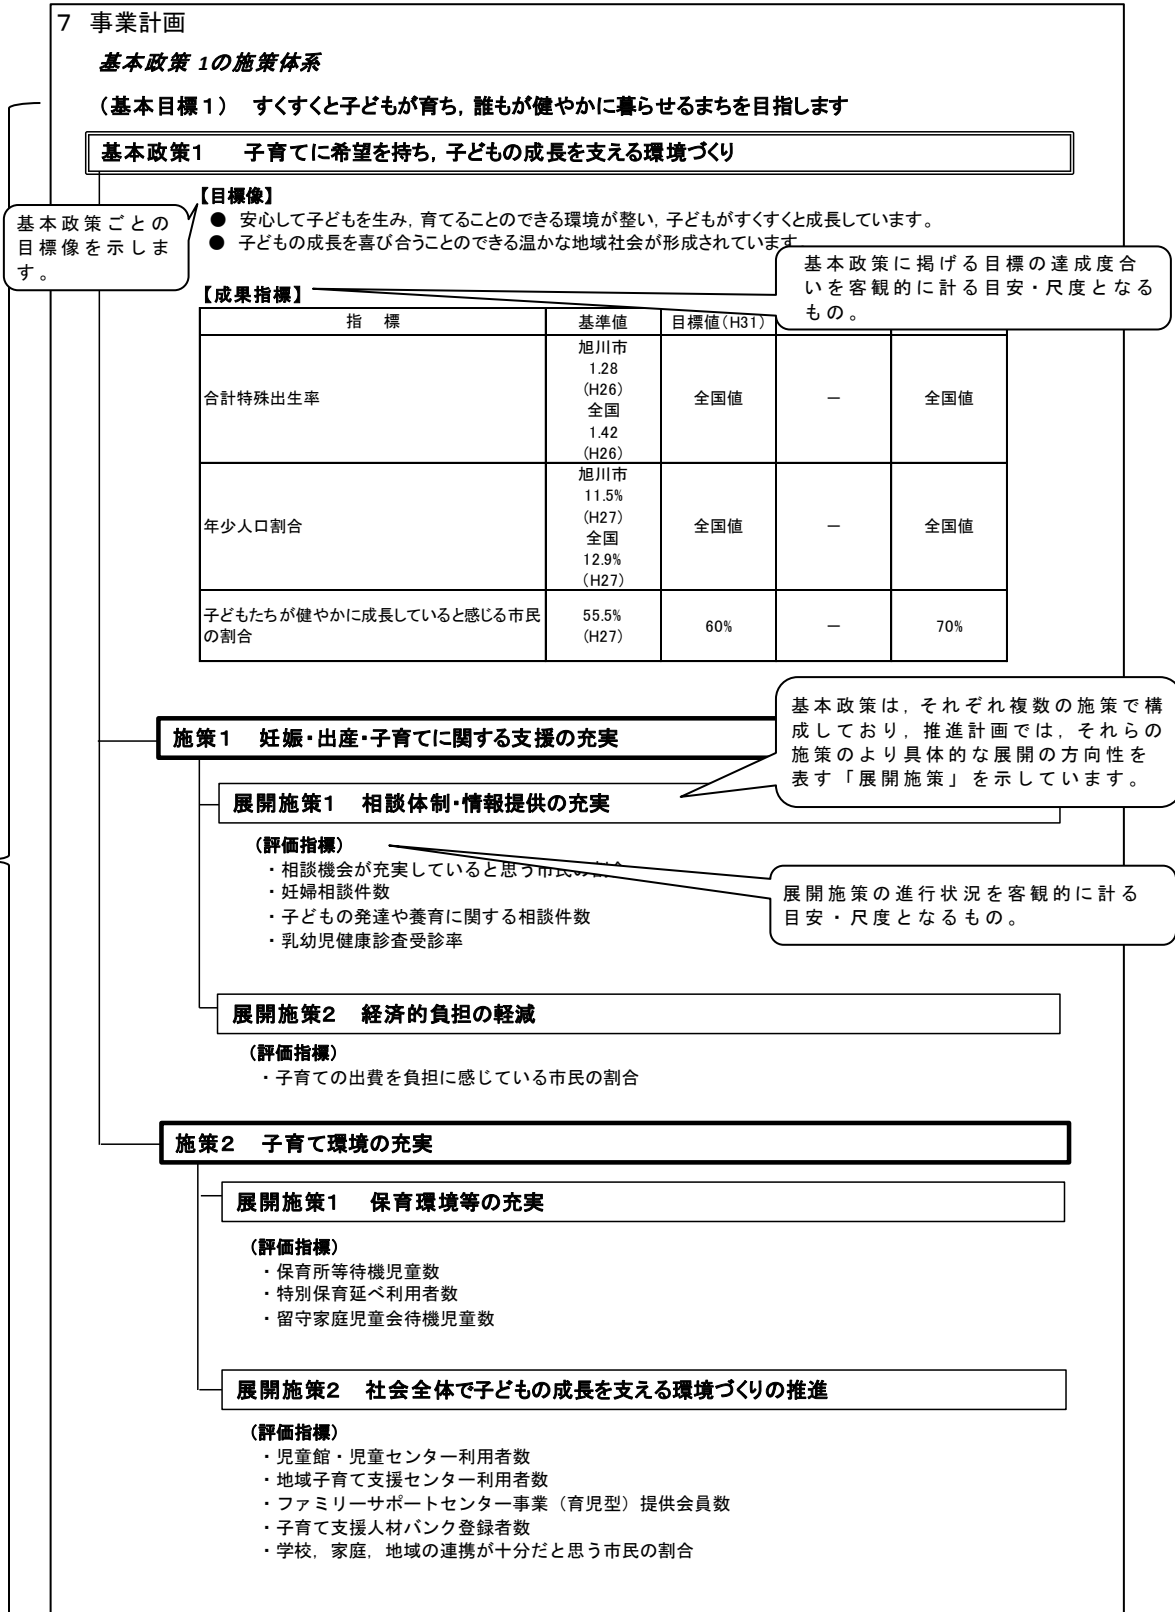 7 事業計画
基本政策 1の施策体系
（基本目標１） すくすくと子どもが育ち，誰もが健やかに暮らせるまちを目指します
基本政策1 子育てに希望を持ち，子どもの成長を支える環境づくり
【目標像】
● 安心して子どもを生み，育てることのできる環境が整い，子どもがすくすくと成長しています。
● 子どもの成長を喜び合うことのできる温かな地域社会が形成されています
基本政策ごとの
目標像を示しま
す。
基本政策に掲げる目標の達成度合
いを客観的に計る目安・尺度となる
もの。
【成果指標】
指 標 基準値 目標値（H31）
合計特殊出生率 旭川市 1.28 （H26） 全国 1.42 （H26） 全国値 － 全国値
年少人口割合 旭川市 11.5% （H27） 全国 12.9% （H27） 全国値 － 全国値
子どもたちが健やかに成長していると感じる市民の割合 55.5% （H27） 60% － 70%
基本政策は，それぞれ複数の施策で構
成しており，推進計画では，それらの
施策のより具体的な展開の方向性を
表す「展開施策」を示しています。
施策1 妊娠・出産・子育てに関する支援の充実
展開施策1 相談体制・情報提供の充実
（評価指標）
・相談機会が充実していると思う市民の割合
・妊婦相談件数
・子どもの発達や養育に関する相談件数
・乳幼児健康診査受診率
展開施策の進行状況を客観的に計る
目安・尺度となるもの。
展開施策2 経済的負担の軽減
（評価指標）
・子育ての出費を負担に感じている市民の割合
施策2 子育て環境の充実
展開施策1 保育環境等の充実
（評価指標）
・保育所等待機児童数
・特別保育延べ利用者数
・留守家庭児童会待機児童数
展開施策2 社会全体で子どもの成長を支える環境づくりの推進
（評価指標）
・児童館・児童センター利用者数
・地域子育て支援センター利用者数
・ファミリーサポートセンター事業（育児型）提供会員数
・子育て支援人材バンク登録者数
・学校，家庭，地域の連携が十分だと思う市民の割合